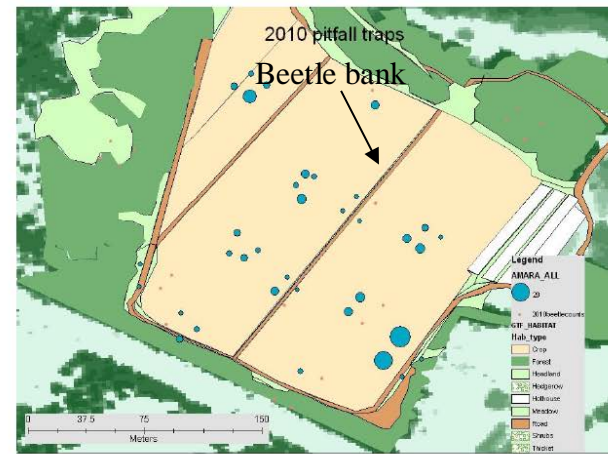 2010 pitfall traps
Beetle bank
Legend
AMARA_ALL
29
2010beetlecounts
GTF_HABITAT
Hab_type
Crop
Forest
Headland
Hedgerow
Hothouse
Meadow
Road
Shrubs
Thicket
0 37.5 75 150
Meters